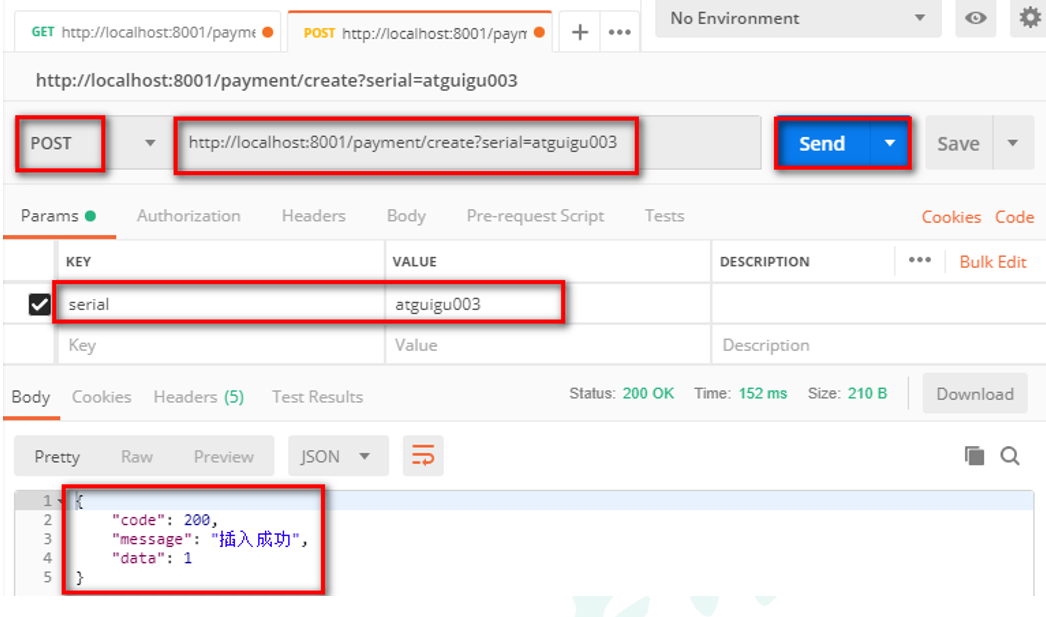 GET http://localhost:8001/payme
POST http://localhost:8001/payn
No Environment
http://localhost:8001/payment/create?serial=atguigu003
POST http://localhost:8001/payment/create?serial=atguigu003 Send Save
Params Authorization Headers Body Pre-request Script Tests Cookies Code
KEY VALUE DESCRIPTION Bulk Edit
serial atguigu003
Key Value Description
Body Cookies Headers (5) Test Results Status: 200 OK Time: 152 ms Size: 210 B Download
Pretty Raw Preview JSON
1 {
2 "code": 200,
3 "message": "插入成功",
4 "data": 1
5 }